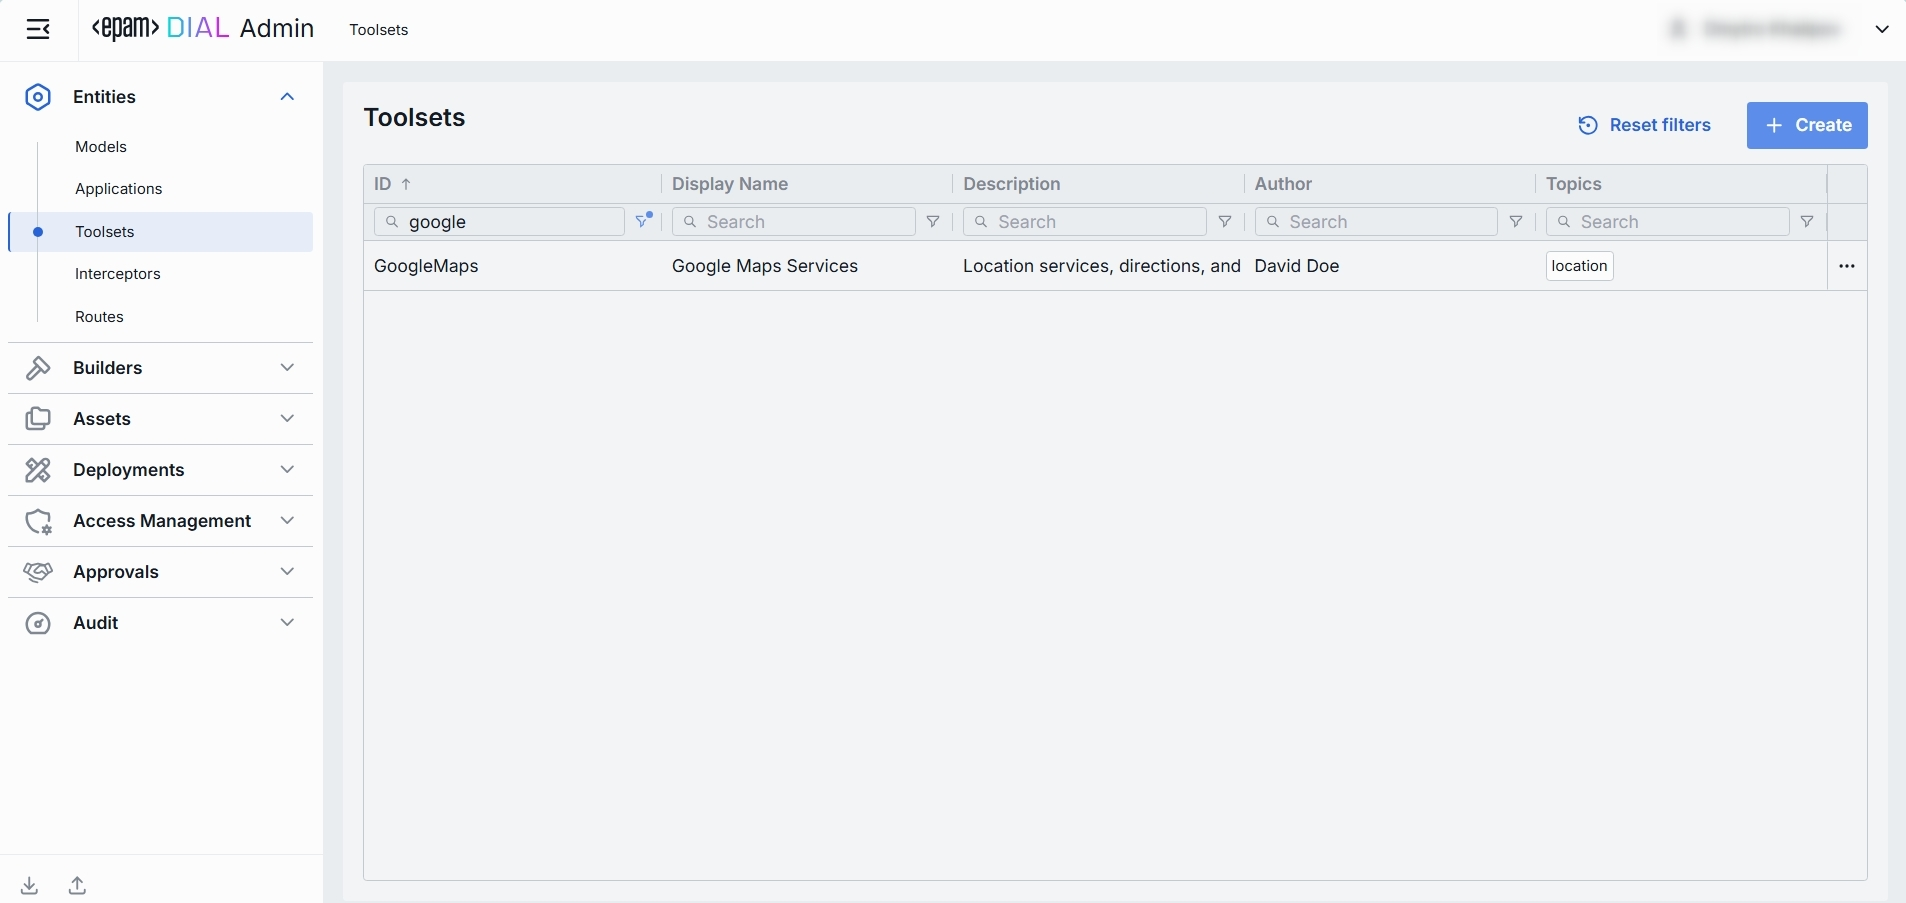 <epam> DIAL Admin
Toolsets
Entities
Models
Applications
Toolsets
Interceptors
Routes
Builders
Assets
Deployments
Access Management
Approvals
Audit
Toolsets
Reset filters
Create
ID Display Name Description Author Topics
google Search Search Search Search
GoogleMaps Google Maps Services Location services, directions, and David Doe location